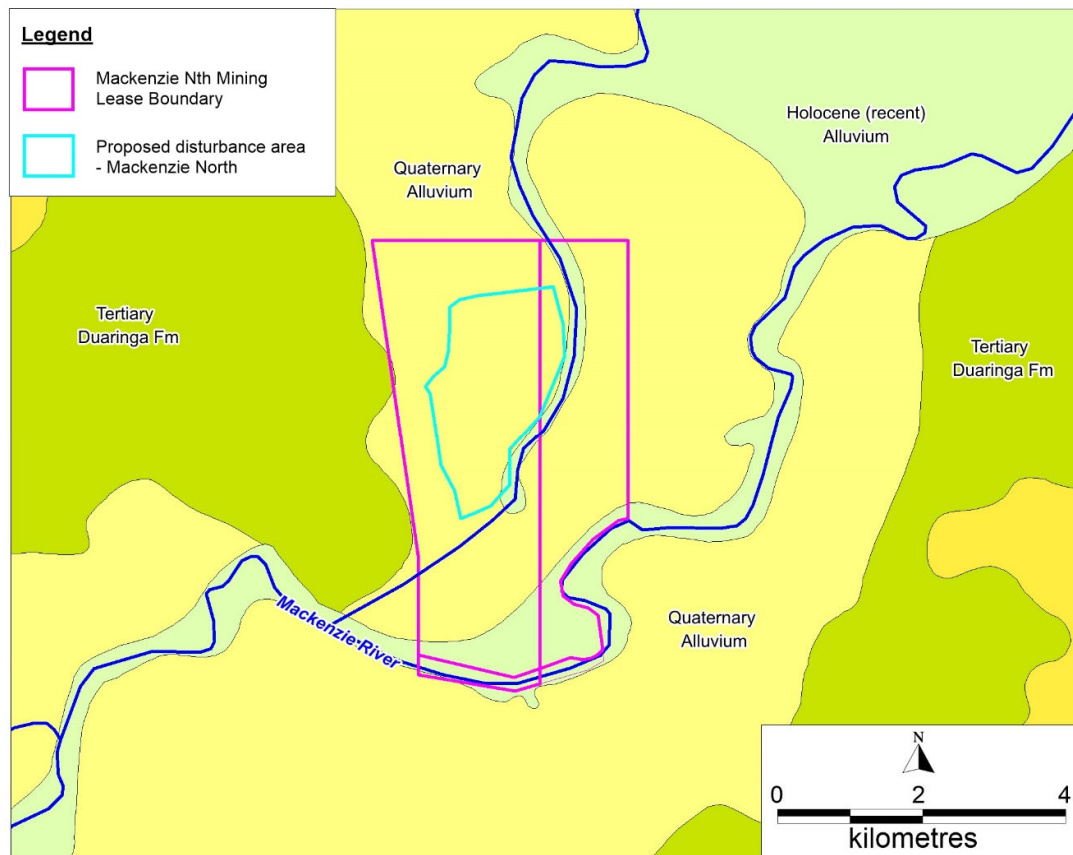 Legend
Mackenzie Nth Mining
Lease Boundary
Proposed disturbance area
- Mackenzie North
Holocene (recent)
Alluvium
Quaternary
Alluvium
Tertiary
Duaringa Fm
Tertiary
Duaringa Fm
Mackenzie River
Quaternary
Alluvium
N
0 2 4
kilometres